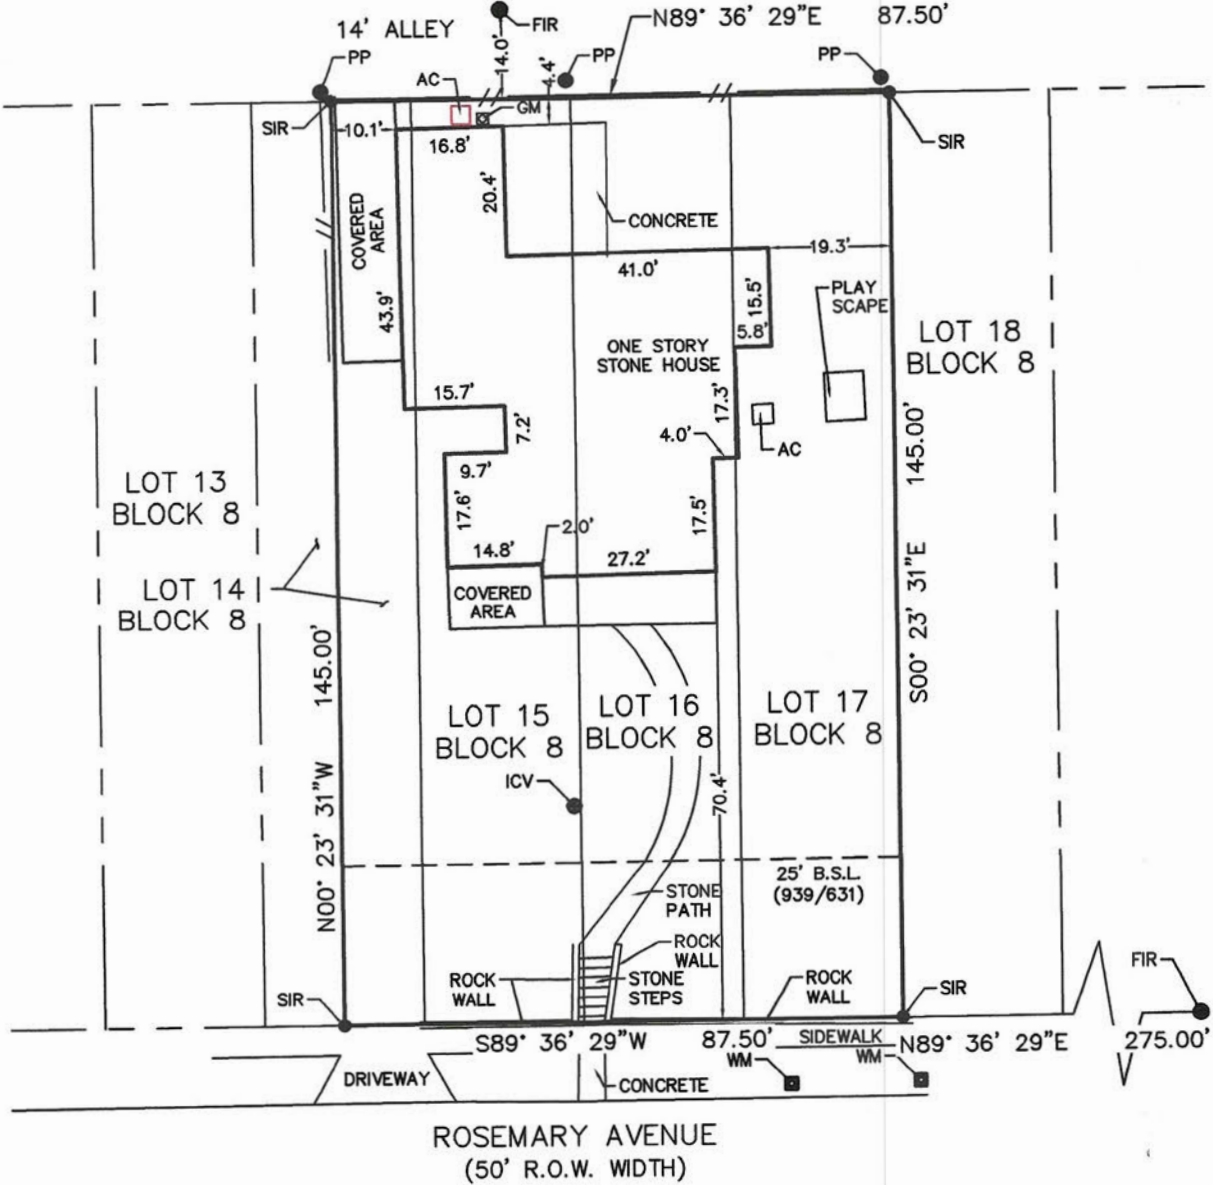 N89° 36' 29"E 87.50'
14' ALLEY
FIR
14.0'
4.4'
PP
PP
PP
AC
GM
SIR
10.1'
SIR
16.8'
20.4'
COVERED
AREA
CONCRETE
19.3'
41.0'
43.9'
15.5'
PLAY
SCAPE
5.8'
ONE STORY
STONE HOUSE
LOT 18
BLOCK 8
15.7'
7.2'
17.3'
4.0'
AC
145.00'
9.7'
LOT 13
BLOCK 8
17.6'
17.5'
2.0'
14.8'
27.2'
LOT 14
BLOCK 8
COVERED
AREA
S00° 23' 31"E
145.00'
LOT 15
BLOCK 8
LOT 16
BLOCK 8
LOT 17
BLOCK 8
ICV
70.4'
N00° 23' 31"W
25' B.S.L.
(939/631)
STONE
PATH
ROCK
WALL
ROCK
WALL
STONE
STEPS
ROCK
WALL
SIR
SIR
FIR
S89° 36' 29"W 87.50'
SIDEWALK
N89° 36' 29"E 275.00'
WM
WM
DRIVEWAY
CONCRETE
ROSEMARY AVENUE
(50' R.O.W. WIDTH)